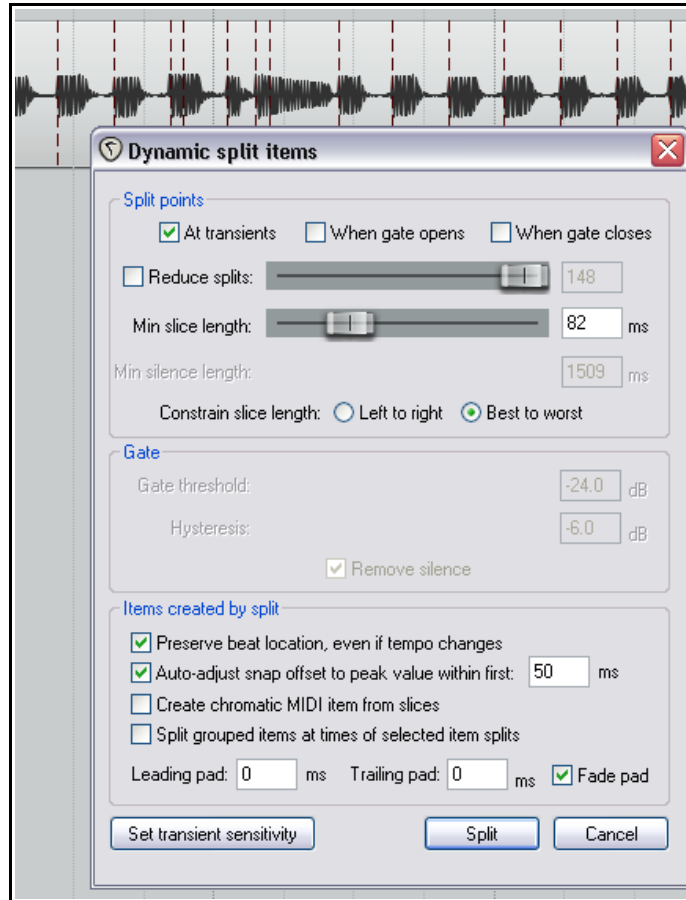 Dynamic split items
Split points
At transients When gate opens When gate closes
Reduce splits: 148
Min slice length: 82 ms
Min silence length: 1509 ms
Constrain slice length: Left to right Best to worst
Gate
Gate threshold: -24.0 dB
Hysteresis: -6.0 dB
Remove silence
Items created by split
Preserve beat location, even if tempo changes
Auto-adjust snap offset to peak value within first: 50 ms
Create chromatic MIDI item from slices
Split grouped items at times of selected item splits
Leading pad: 0 ms Trailing pad: 0 ms Fade pad
Set transient sensitivity Split Cancel